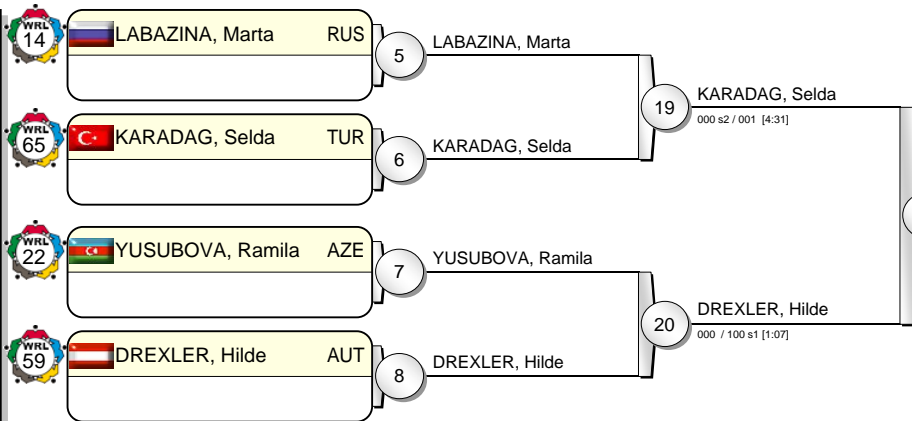 WRL
14
LABAZINA, Marta RUS
5
LABAZINA, Marta
19
KARADAG, Selda
000 s2 / 001 [4:31]
WRL
65
KARADAG, Selda TUR
6
KARADAG, Selda
WRL
22
YUSUBOVA, Ramila AZE
7
YUSUBOVA, Ramila
20
DREXLER, Hilde
000 / 100 s1 [1:07]
WRL
59
DREXLER, Hilde AUT
8
DREXLER, Hilde